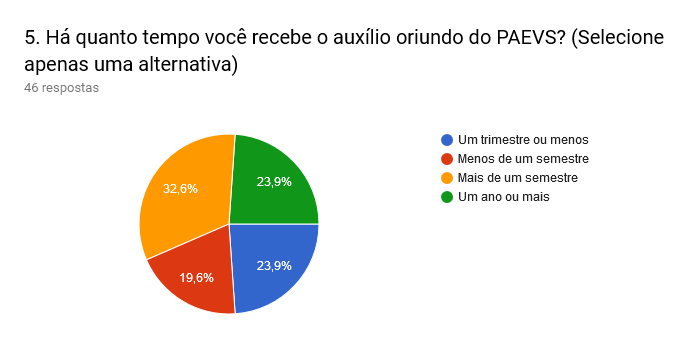 5. Há quanto tempo você recebe o auxílio oriundo do PAEVS? (Selecione
apenas uma alternativa)
46 respostas
Um trimestre ou menos
Menos de um semestre
Mais de um semestre
Um ano ou mais
32,6%
23,9%
19,6%
23,9%